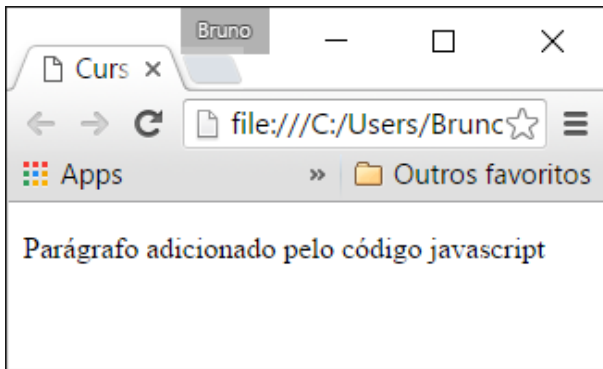 Bruno
Curs
file:///C:/Users/Brunc
Apps
» Outros favoritos
Parágrafo adicionado pelo código javascript